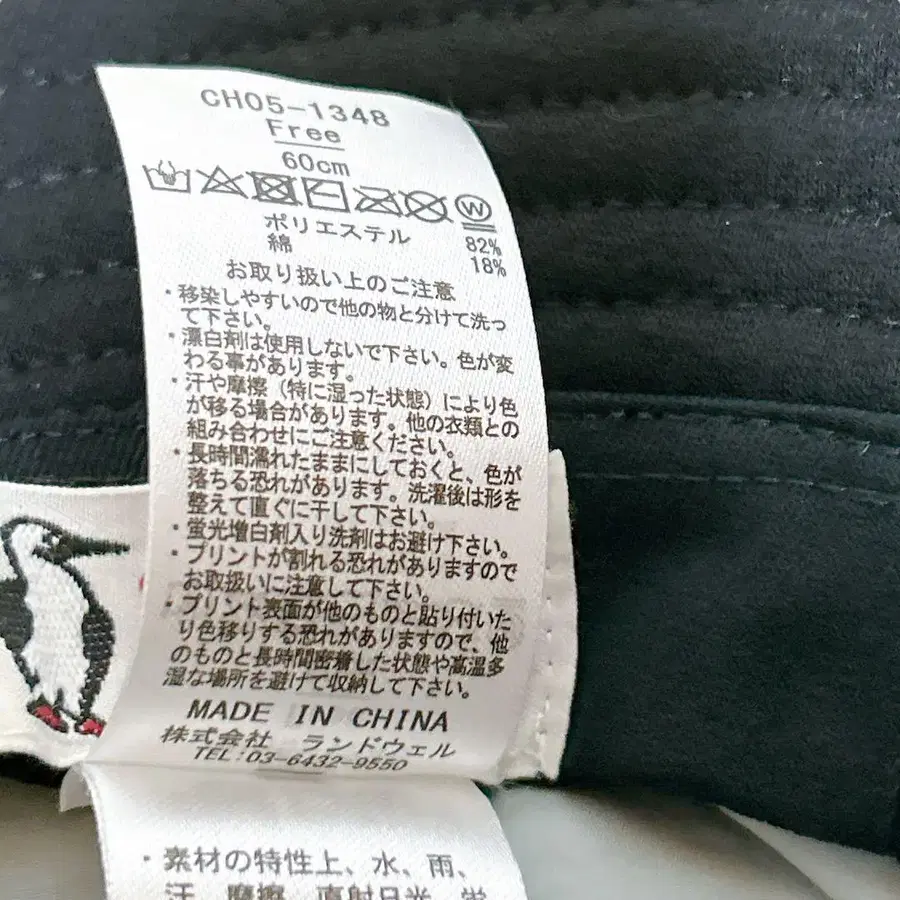 CH05-1348
Free
60cm
W
ポリエステル 82%
綿 18%
お取り扱い上のご注意
・移染しやすいので他の物と分けて洗っ
て下さい。
・漂白剤は使用しないで下さい。色が変
わる事があります。
・汗や摩擦（特に湿った状態）により色
が移る場合があります。他の衣類との
組み合わせにご注意ください。
・長時間濡れたままにしておくと、色が
落ちる恐れがあります。洗濯後は形を
整えて直ぐに干して下さい。
・蛍光増白剤入り洗剤はお避け下さい。
・プリントが割れる恐れがありますので
お取扱いに注意して下さい。
・プリント表面が他のものと貼り付いた
り色移りする恐れがありますので、他
のものと長時間密着した状態や高温多
湿な場所を避けて収納して下さい。
MADE IN CHINA
株式会社 ランドウェル
TEL:03-6432-9550
・素材の特性上、水、雨、
汗、摩擦、直射日光、蛍